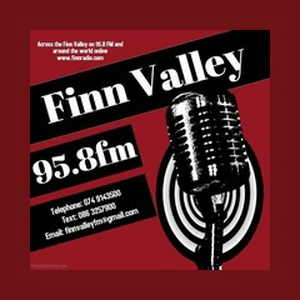 Across the Finn Valley on 95.8 FM and
around the world online
www.finnradio.com
Finn Valley
95.8fm
Telephone: 074 9143500
Text: 086 3257900
Email: finnvalleyfm@gmail.com